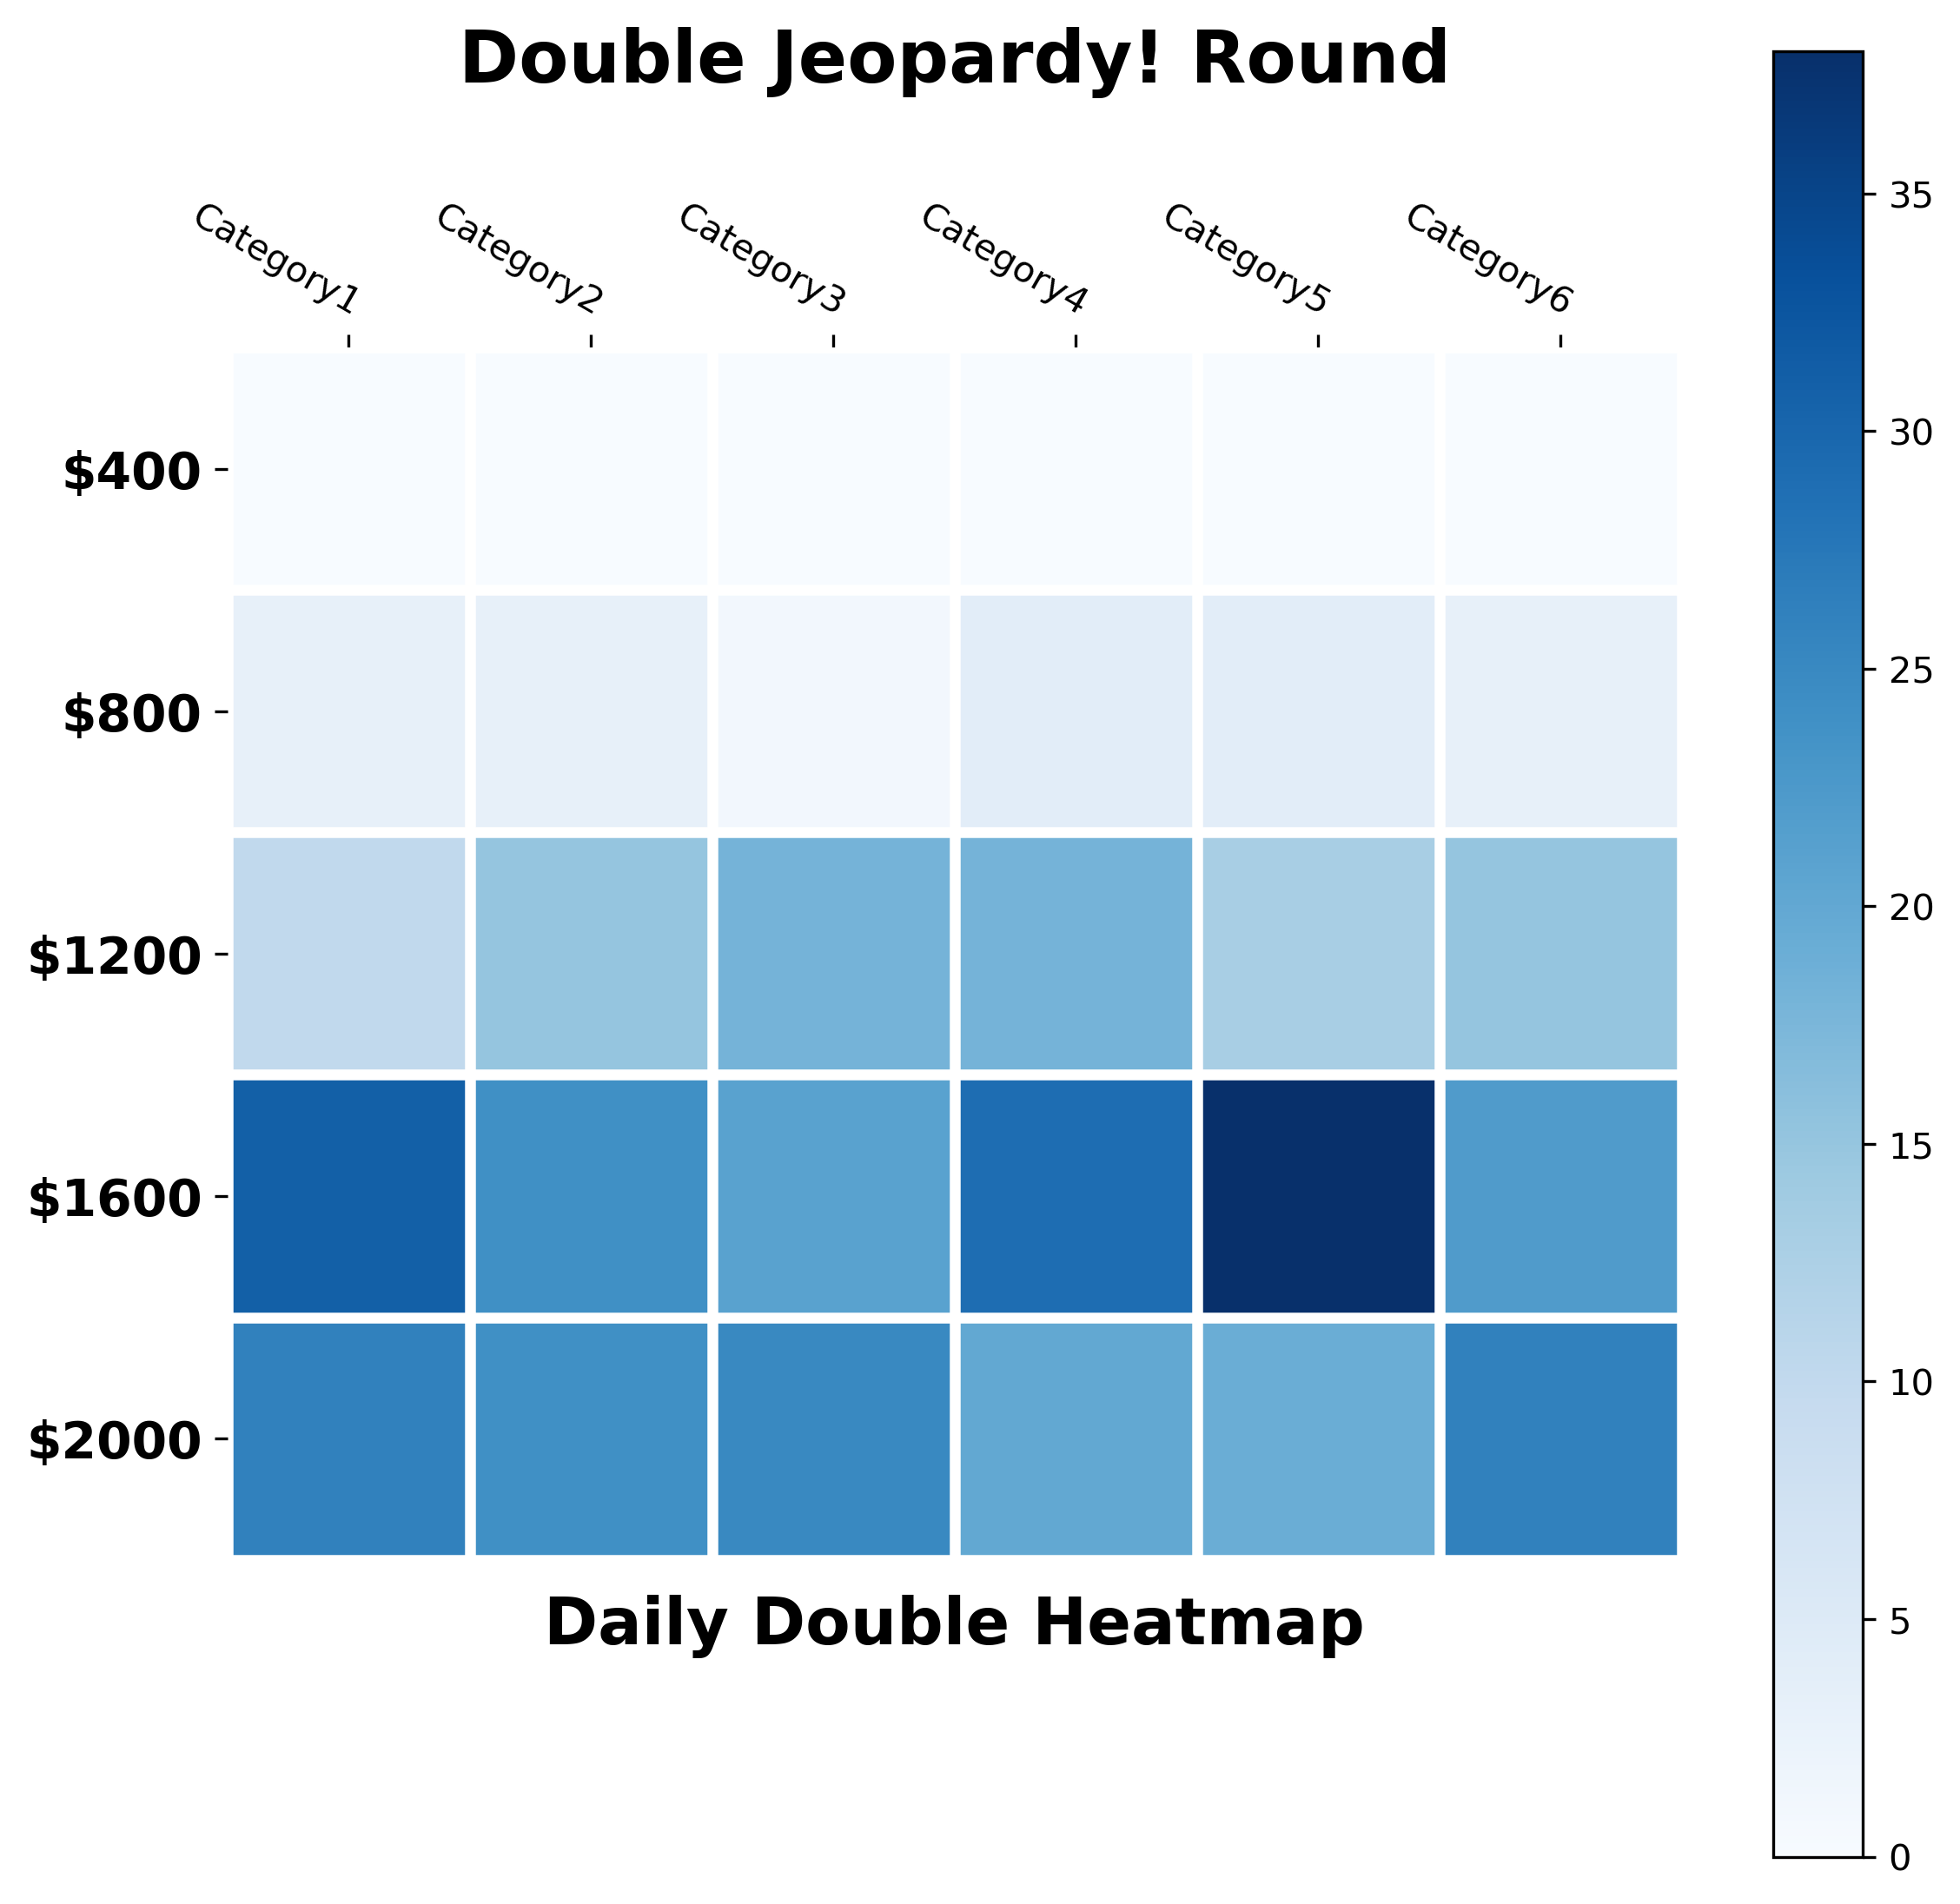 Double Jeopardy! Round
Category1
Category2
Category3
Category4
Category5
Category6
$400
$800
$1200
$1600
$2000
Daily Double Heatmap
35
30
25
20
15
10
5
0